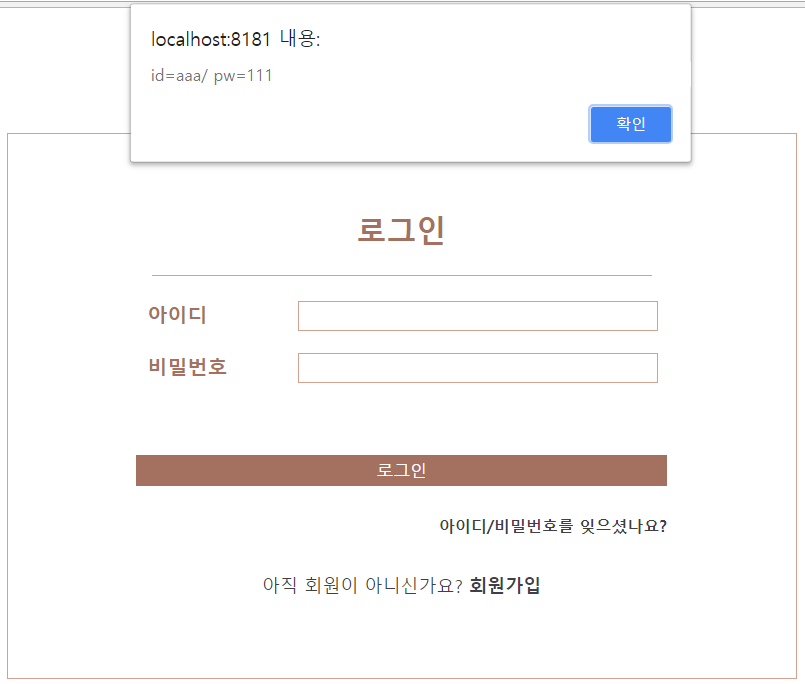 localhost:8181 내용:
id=aaa/ pw=111
확인
로그인
아이디
비밀번호
로그인
아이디/비밀번호를 잊으셨나요?
아직 회원이 아니신가요? 회원가입